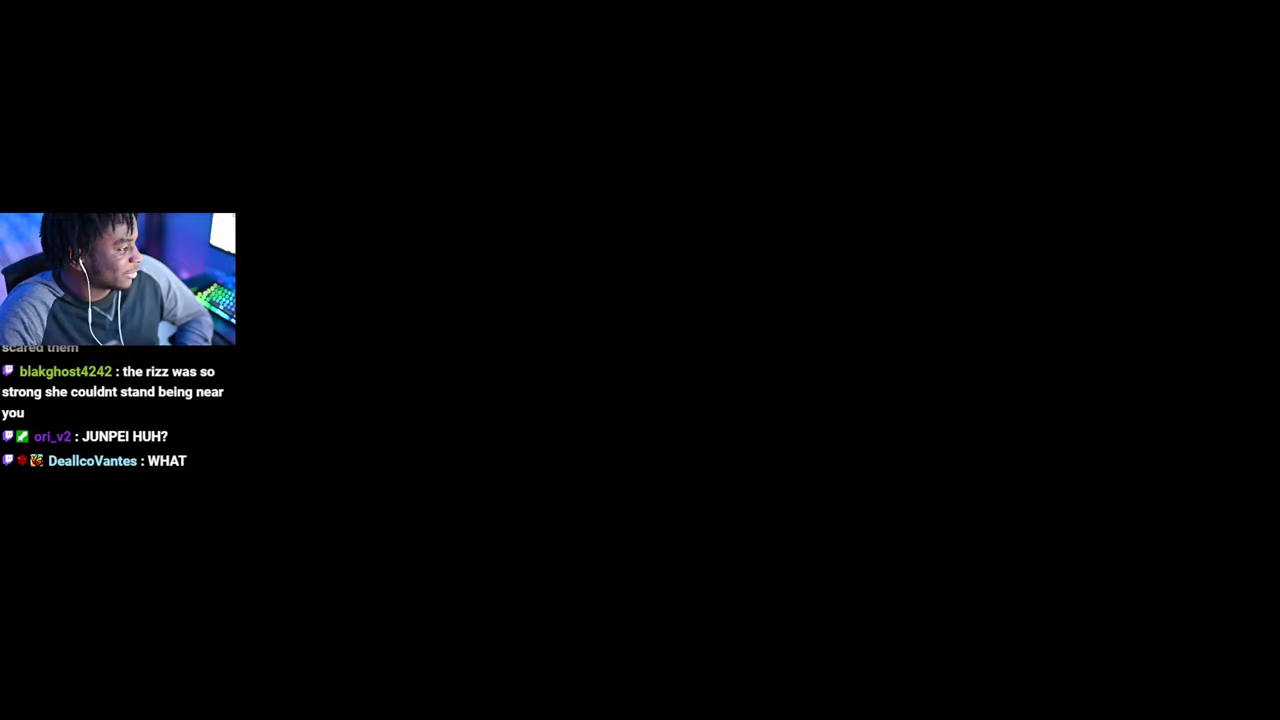 scared them
blakghost4242 : the rizz was so
strong she couldnt stand being near
you
ori_v2 : JUNPEI HUH?
DeallcoVantes : WHAT